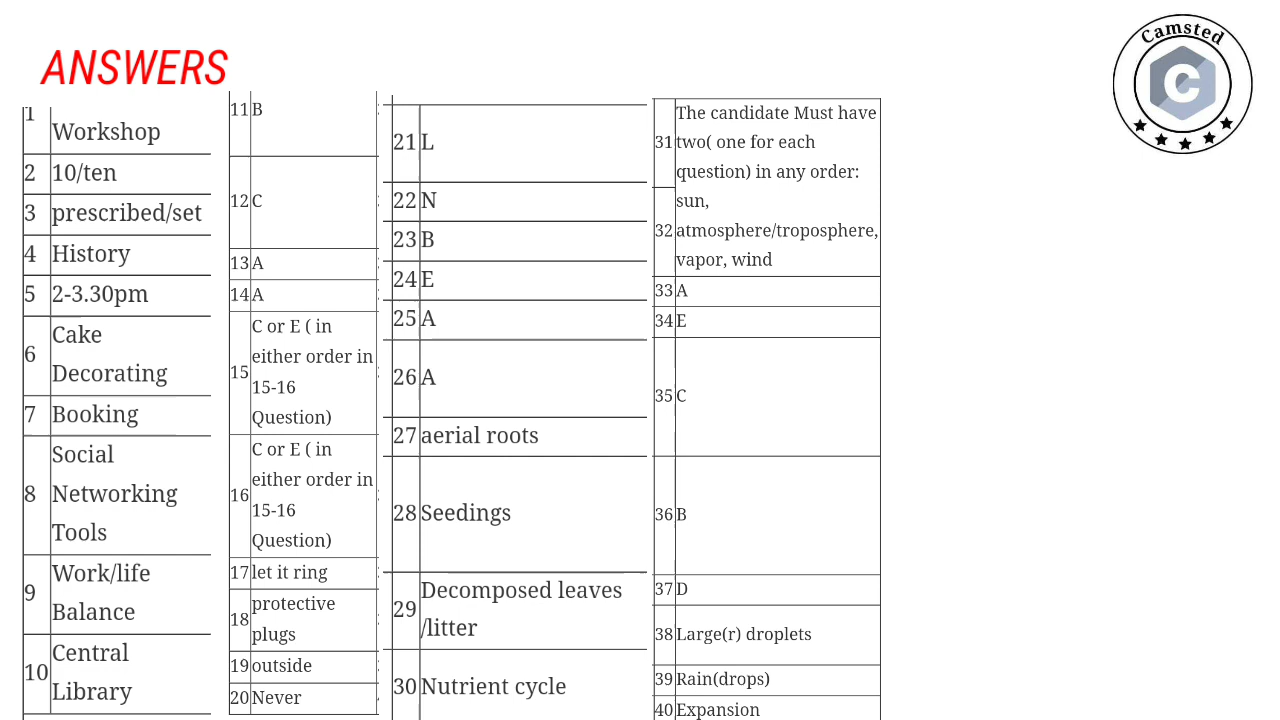 ANSWERS
Camsted
C
1 Workshop
2 10/ten
3 prescribed/set
4 History
5 2-3.30pm
6 Cake
Decorating
7 Booking
8 Social
Networking
Tools
9 Work/life
Balance
10 Central
Library
11 B
12 C
13 A
14 A
15 C or E ( in
either order in
15-16
Question)
16 C or E ( in
either order in
15-16
Question)
17 let it ring
18 protective
plugs
19 outside
20 Never
21 L
22 N
23 B
24 E
25 A
26 A
27 aerial roots
28 Seedings
29 Decomposed leaves
/litter
30 Nutrient cycle
The candidate Must have
31 two( one for each
question) in any order:
sun,
32 atmosphere/troposphere,
vapor, wind
33 A
34 E
35 C
36 B
37 D
38 Large(r) droplets
39 Rain(drops)
40 Expansion